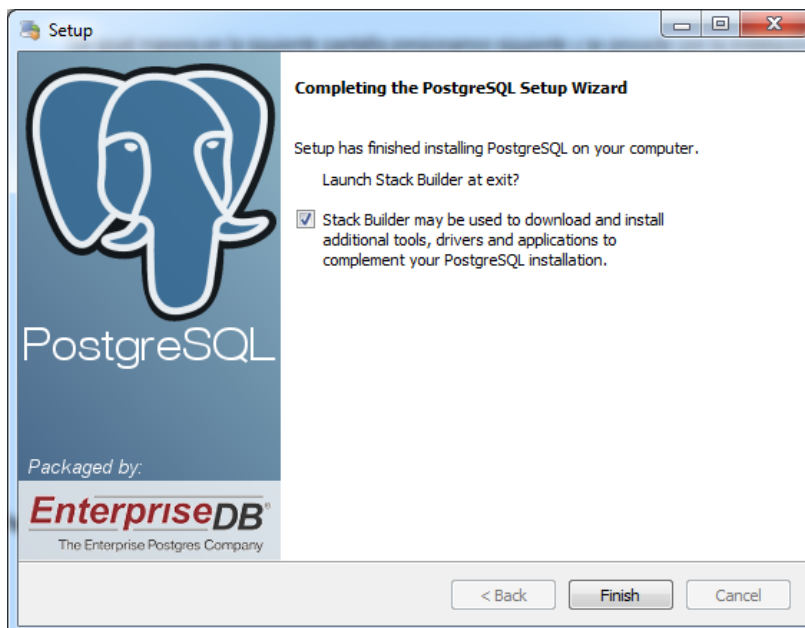 Setup
Completing the PostgreSQL Setup Wizard
Setup has finished installing PostgreSQL on your computer.
Launch Stack Builder at exit?
Stack Builder may be used to download and install
additional tools, drivers and applications to
complement your PostgreSQL installation.
PostgreSQL
Packaged by:
EnterpriseDB®
The Enterprise Postgres Company
< Back
Finish
Cancel